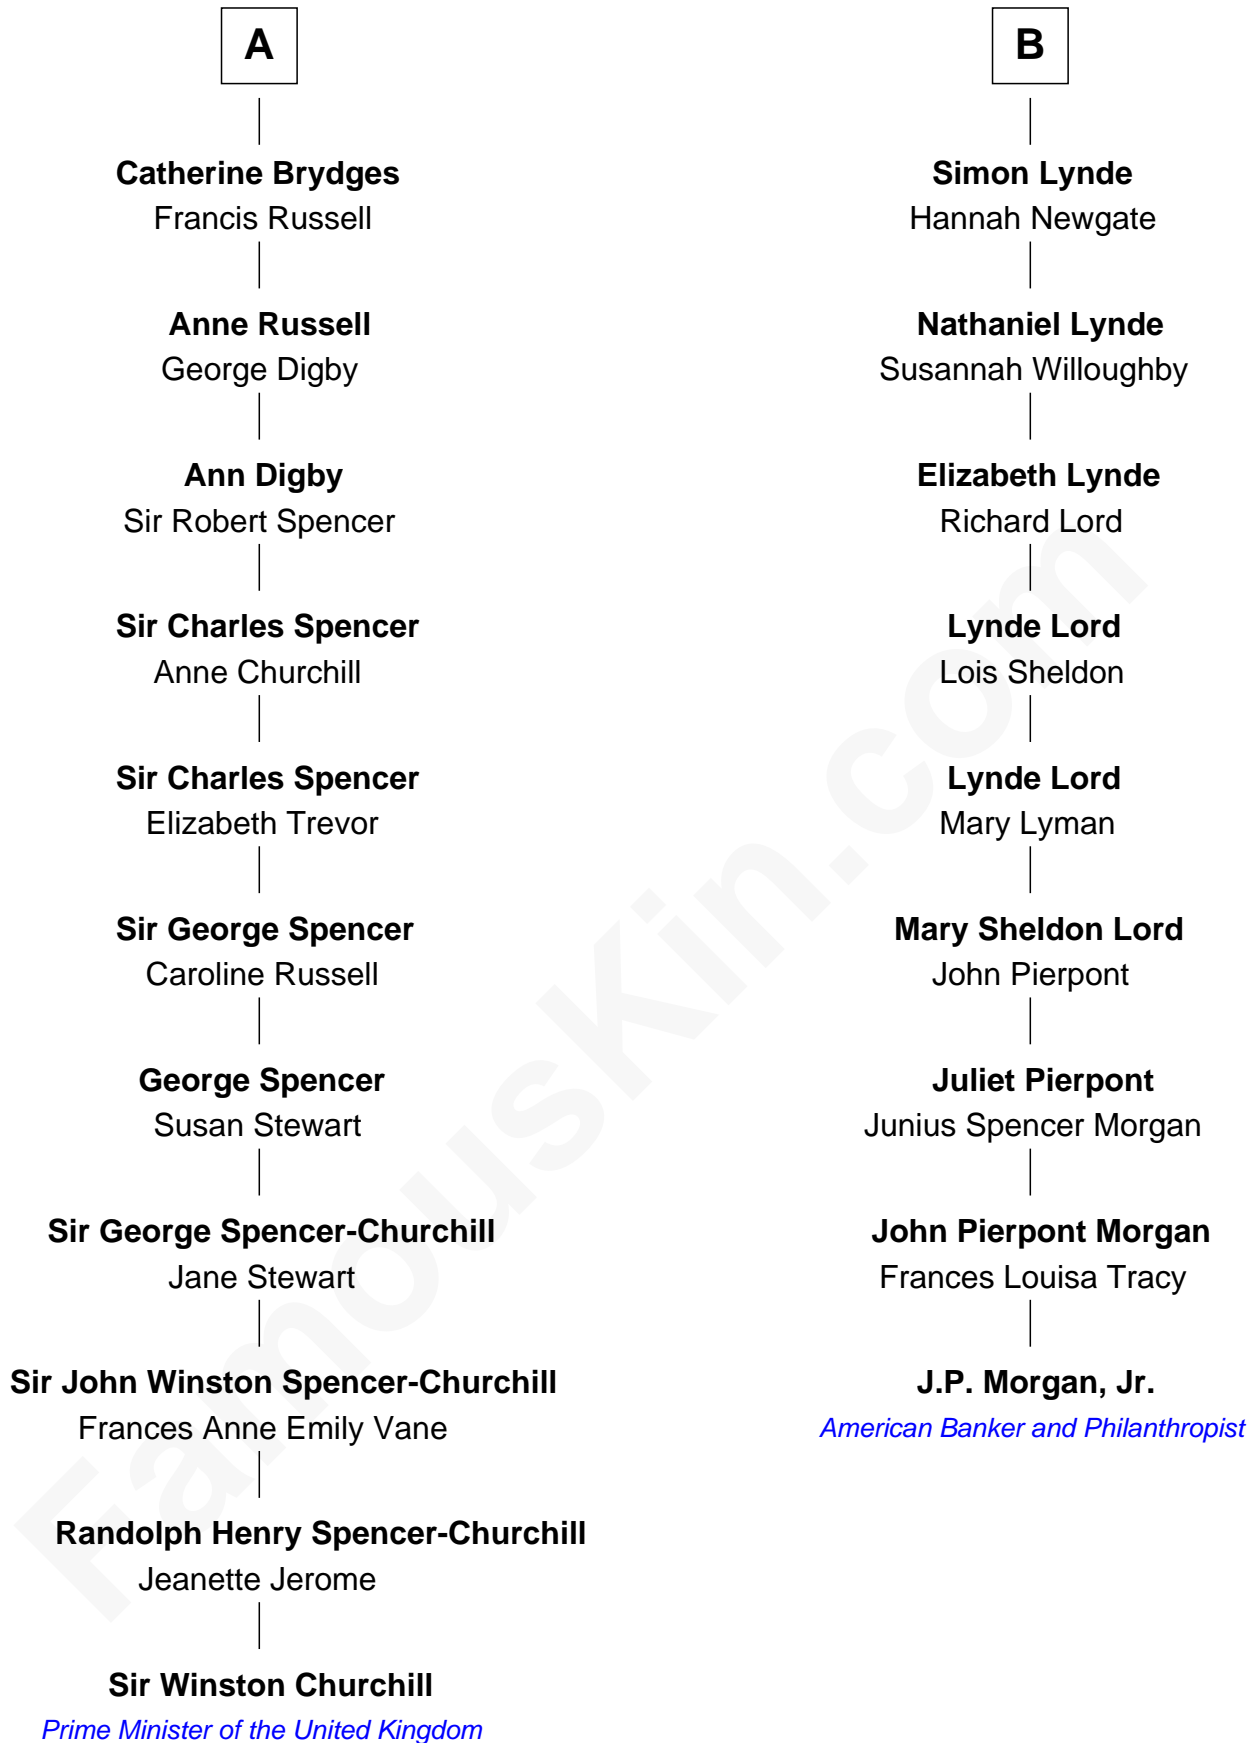 A
Catherine Brydges
Francis Russell
Anne Russell
George Digby
Ann Digby
Sir Robert Spencer
Sir Charles Spencer
Anne Churchill
Sir Charles Spencer
Elizabeth Trevor
Sir George Spencer
Caroline Russell
George Spencer
Susan Stewart
Sir George Spencer-Churchill
Jane Stewart
Sir John Winston Spencer-Churchill
Frances Anne Emily Vane
Randolph Henry Spencer-Churchill
Jeanette Jerome
Sir Winston Churchill
Prime Minister of the United Kingdom
B
Simon Lynde
Hannah Newgate
Nathaniel Lynde
Susannah Willoughby
Elizabeth Lynde
Richard Lord
Lynde Lord
Lois Sheldon
Lynde Lord
Mary Lyman
Mary Sheldon Lord
John Pierpont
Juliet Pierpont
Junius Spencer Morgan
John Pierpont Morgan
Frances Louisa Tracy
J.P. Morgan, Jr.
American Banker and Philanthropist
FamousKin.com